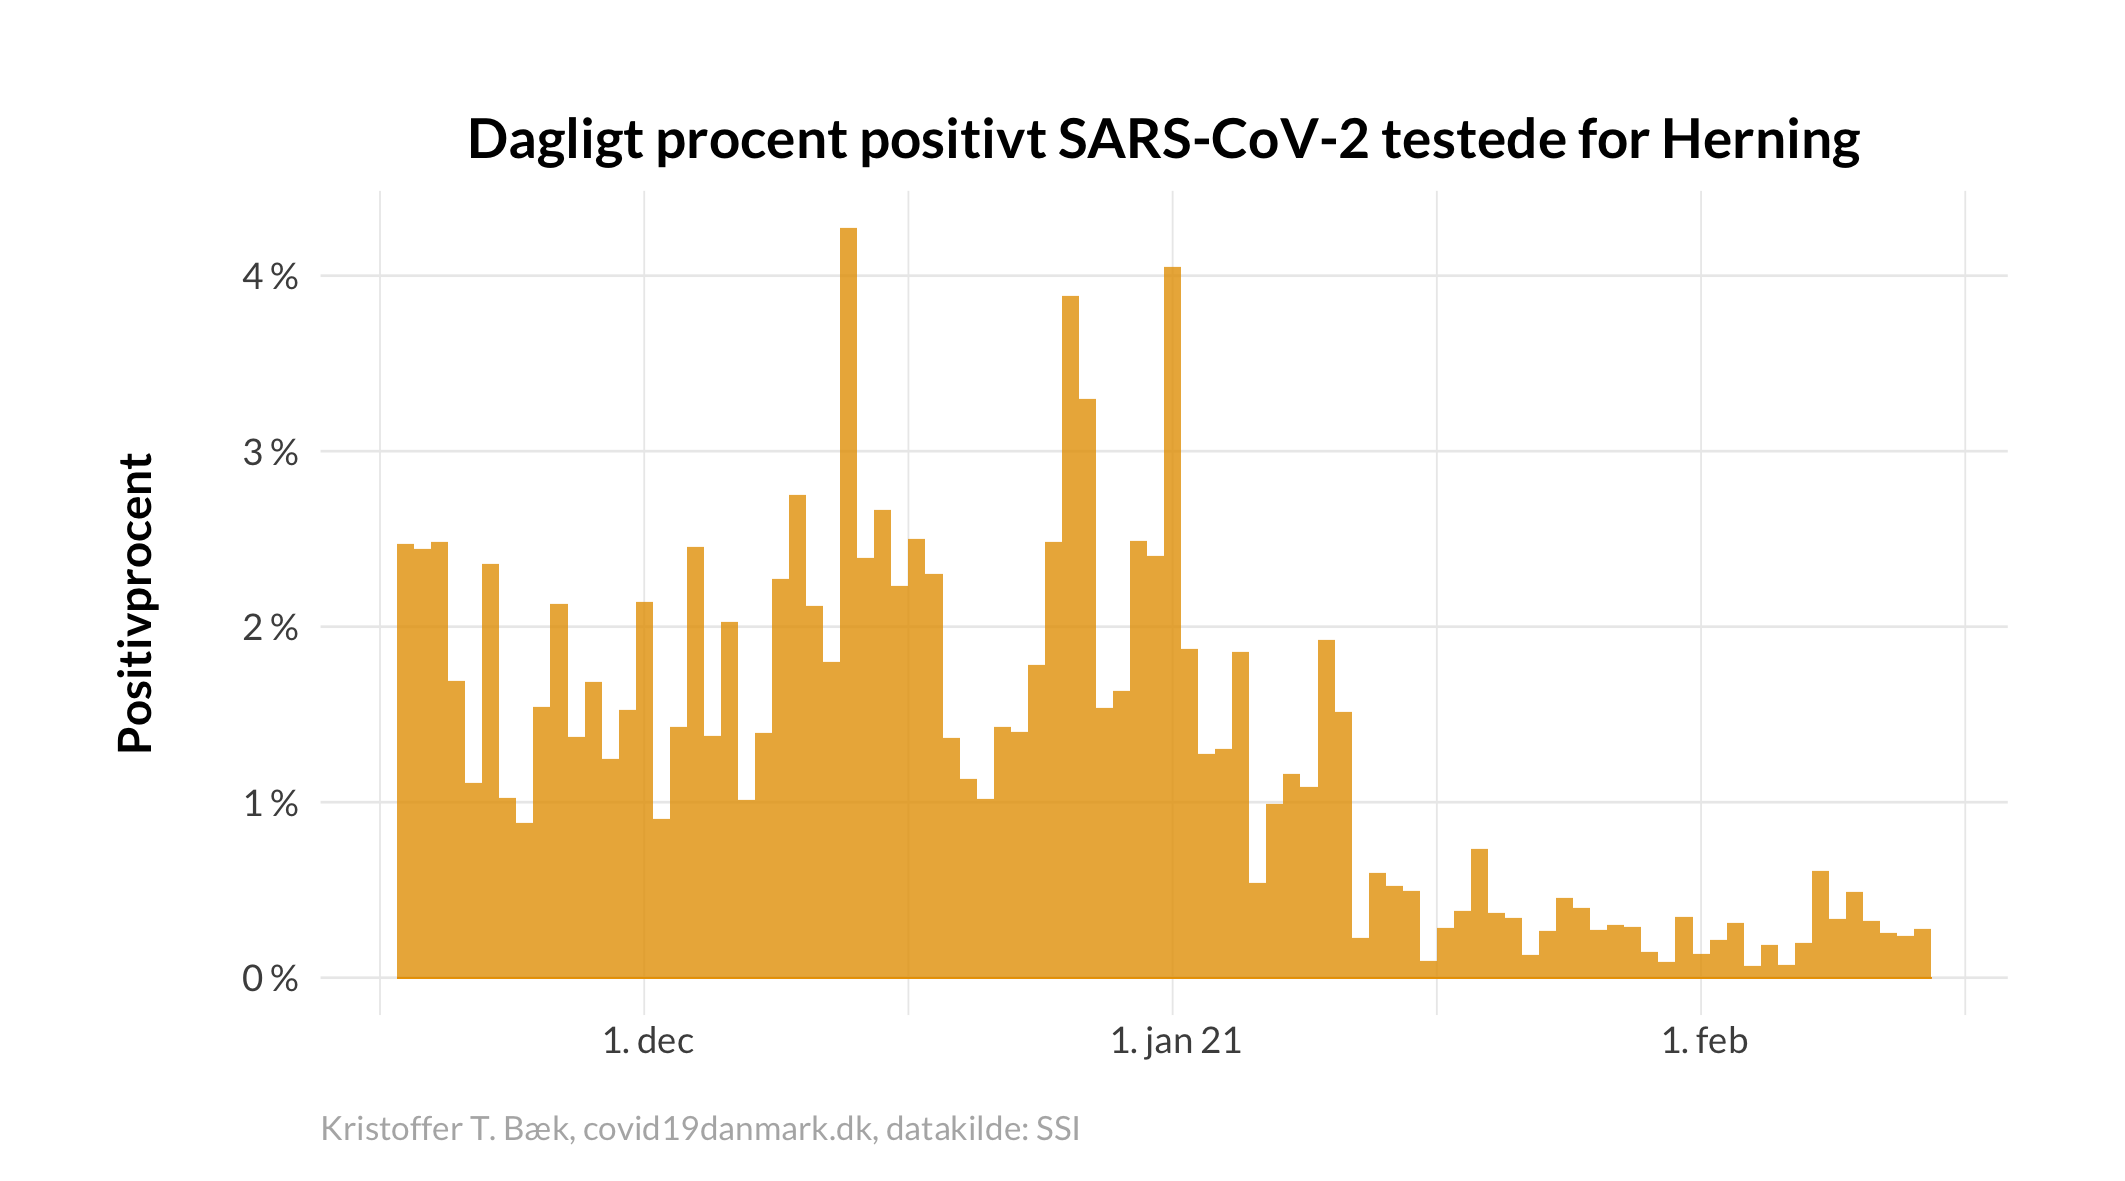 Dagligt procent positivt SARS-CoV-2 testede for Herning
Positivprocent
4 %
3 %
2 %
1 %
0 %
1. dec
1. jan 21
1. feb
Kristoffer T. Bæk, covid19danmark.dk, datakilde: SSI